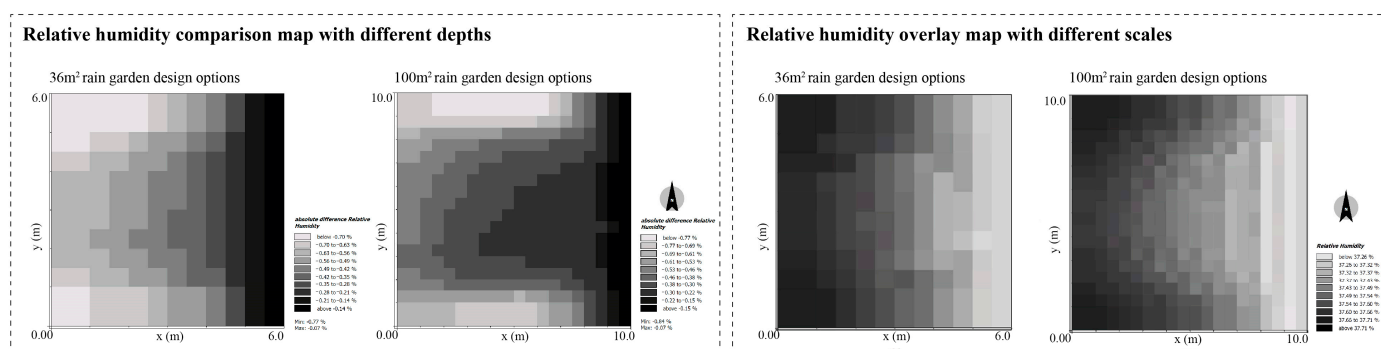 Relative humidity comparison map with different depths
36m² rain garden design options
6.0
y (m)
0.00
x (m)
6.0
absolute difference Relative
Humidity
below -0.70 %
-0.70 to -0.63 %
-0.63 to -0.56 %
-0.56 to -0.49 %
-0.49 to -0.42 %
-0.42 to -0.35 %
-0.35 to -0.28 %
-0.28 to -0.21 %
-0.21 to -0.14 %
above -0.14 %
Min: -0.77 %
Max: -0.07 %
100m² rain garden design options
10.0
y (m)
0.00
x (m)
10.0
absolute difference Relative
Humidity
below -0.77 %
-0.77 to -0.69 %
-0.69 to -0.61 %
-0.61 to -0.53 %
-0.53 to -0.46 %
-0.46 to -0.38 %
-0.38 to -0.30 %
-0.30 to -0.22 %
-0.22 to -0.15 %
above -0.15 %
Min: -0.84 %
Max: -0.07 %
Relative humidity overlay map with different scales
36m² rain garden design options
6.0
y (m)
0.00
x (m)
6.0
100m² rain garden design options
10.0
y (m)
0.00
x (m)
10.0
Relative Humidity
below 37.26 %
37.26 to 37.32 %
37.32 to 37.37 %
37.37 to 37.43 %
37.43 to 37.49 %
37.49 to 37.54 %
37.54 to 37.60 %
37.60 to 37.66 %
37.66 to 37.71 %
above 37.71 %